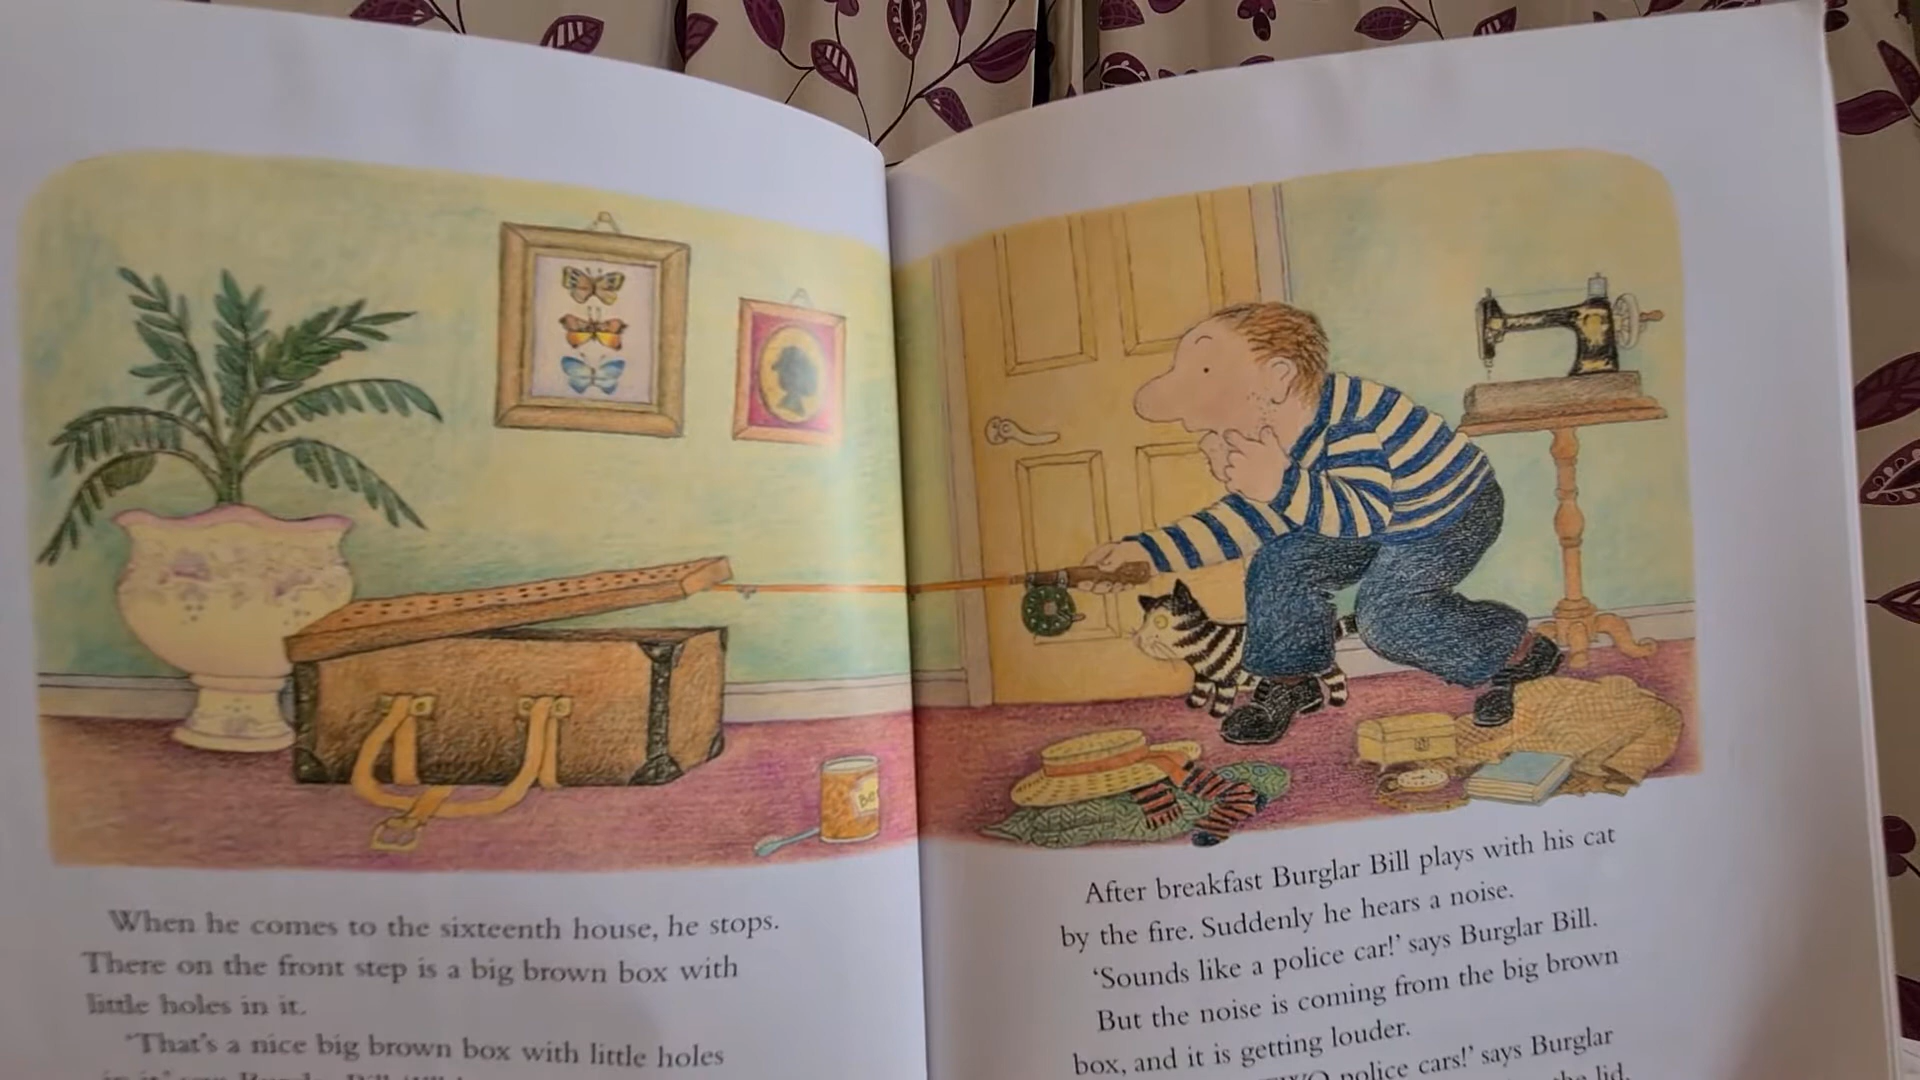 When he comes to the sixteenth house, he stops.
There on the front step is a big brown box with
little holes in it.
'That's a nice big brown box with little holes
After breakfast Burglar Bill plays with his cat
by the fire. Suddenly he hears a noise.
'Sounds like a police car!' says Burglar Bill.
But the noise is coming from the big brown
box, and it is getting louder.
police cars!' says Burglar
the lid.